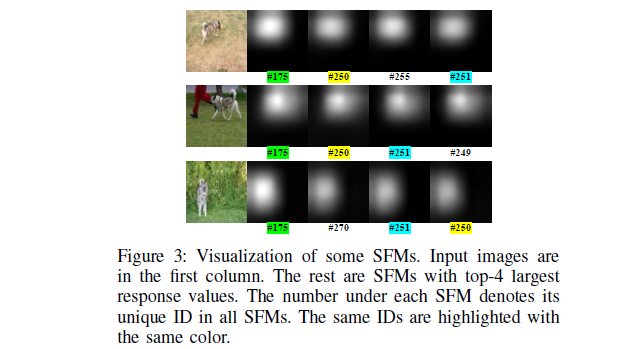 #175 #250 #255 #251
#175 #250 #251 #249
#175 #270 #251 #250
Figure 3: Visualization of some SFMs. Input images are
in the first column. The rest are SFMs with top-4 largest
response values. The number under each SFM denotes its
unique ID in all SFMs. The same IDs are highlighted with
the same color.